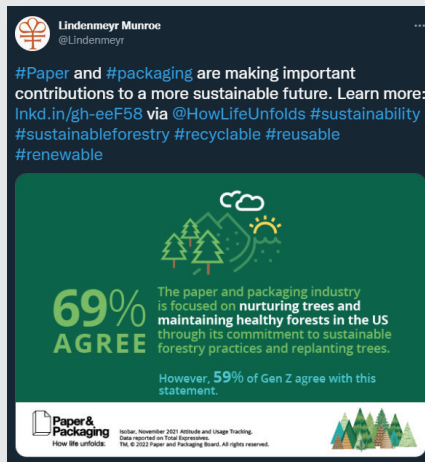 Lindenmeyr Munroe
@Lindenmeyr
#Paper and #packaging are making important
contributions to a more sustainable future. Learn more:
lnkd.in/gh-eeF58 via @HowLifeUnfolds #sustainability
#sustainableforestry #recyclable #reusable
#renewable
69% AGREE
The paper and packaging industry
is focused on nurturing trees and
maintaining healthy forests in the US
through its commitment to sustainable
forestry practices and replanting trees.
However, 59% of Gen Z agree with this
statement.
Paper&
Packaging
How life unfolds.
Isobar, November 2021 Attitude and Usage Tracking.
Data reported on Total Expressives.
TM, © 2022 Paper and Packaging Board. All rights reserved.